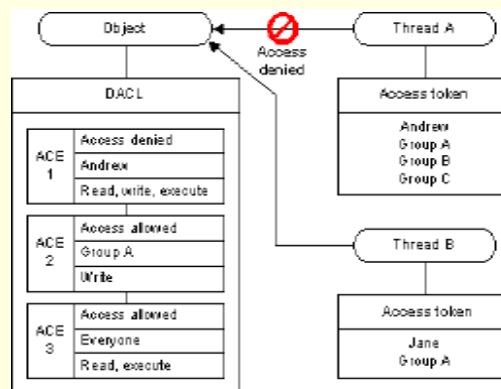 Object
Access
denied
Thread A
DACL
ACE
1
Access denied
Andrew
Read, write, execute
ACE
2
Access allowed
Group A
Write
ACE
3
Access allowed
Everyone
Read, execute
Access token
Andrew
Group A
Group B
Group C
Thread B
Access token
Jane
Group A